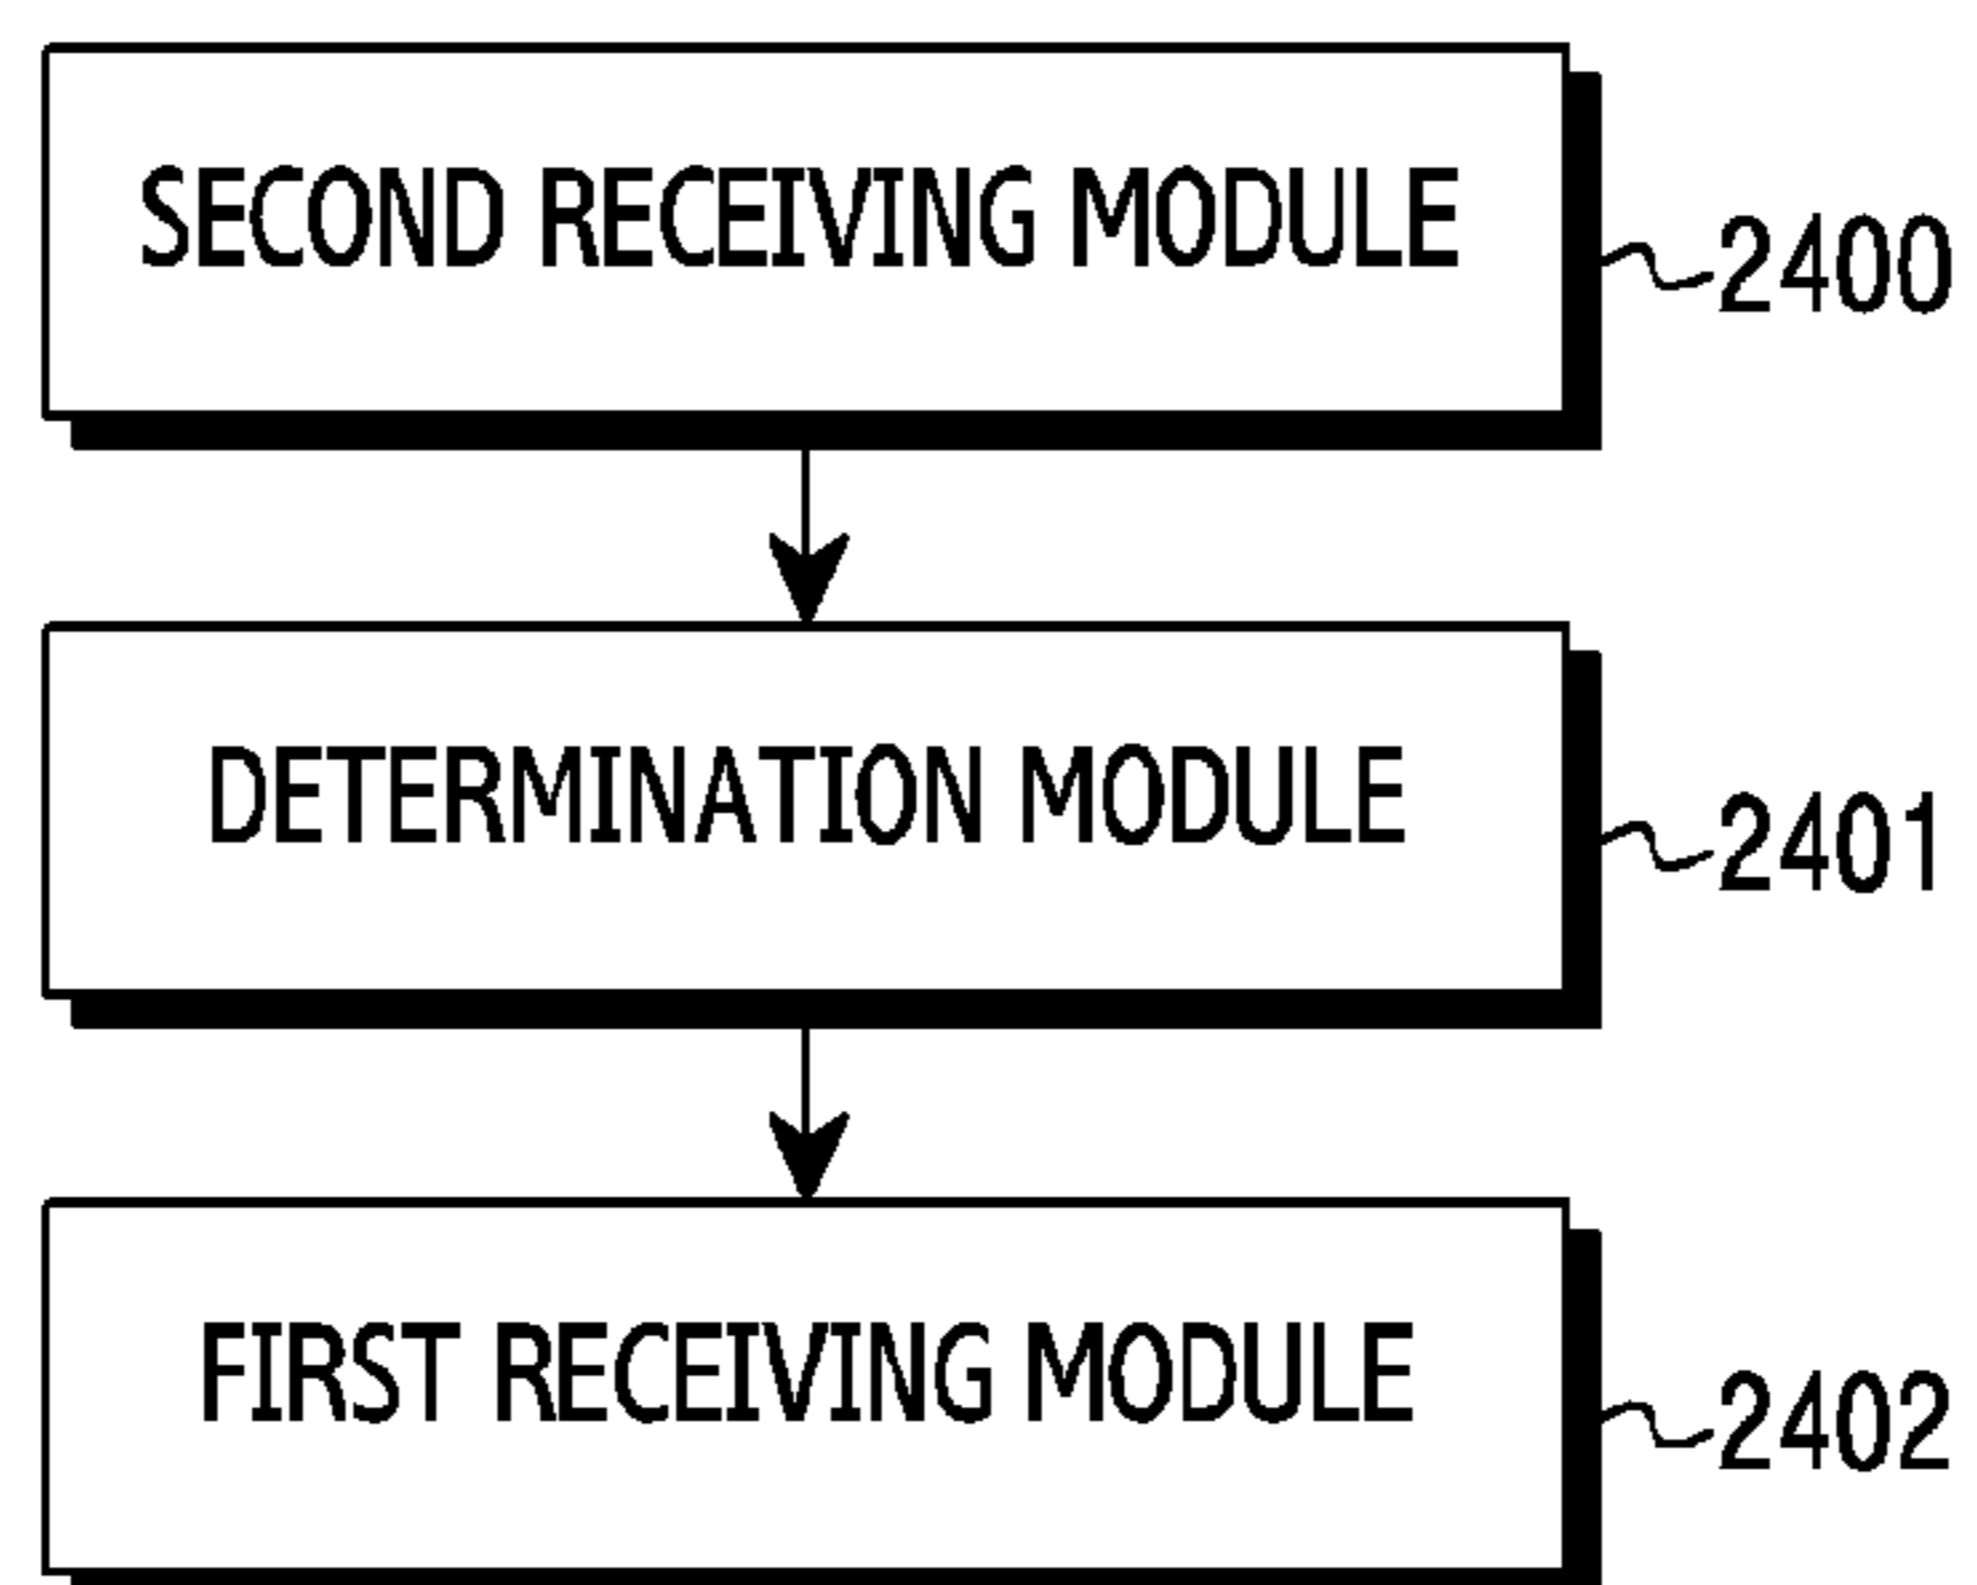 SECOND RECEIVING MODULE
2400
DETERMINATION MODULE
2401
FIRST RECEIVING MODULE
2402